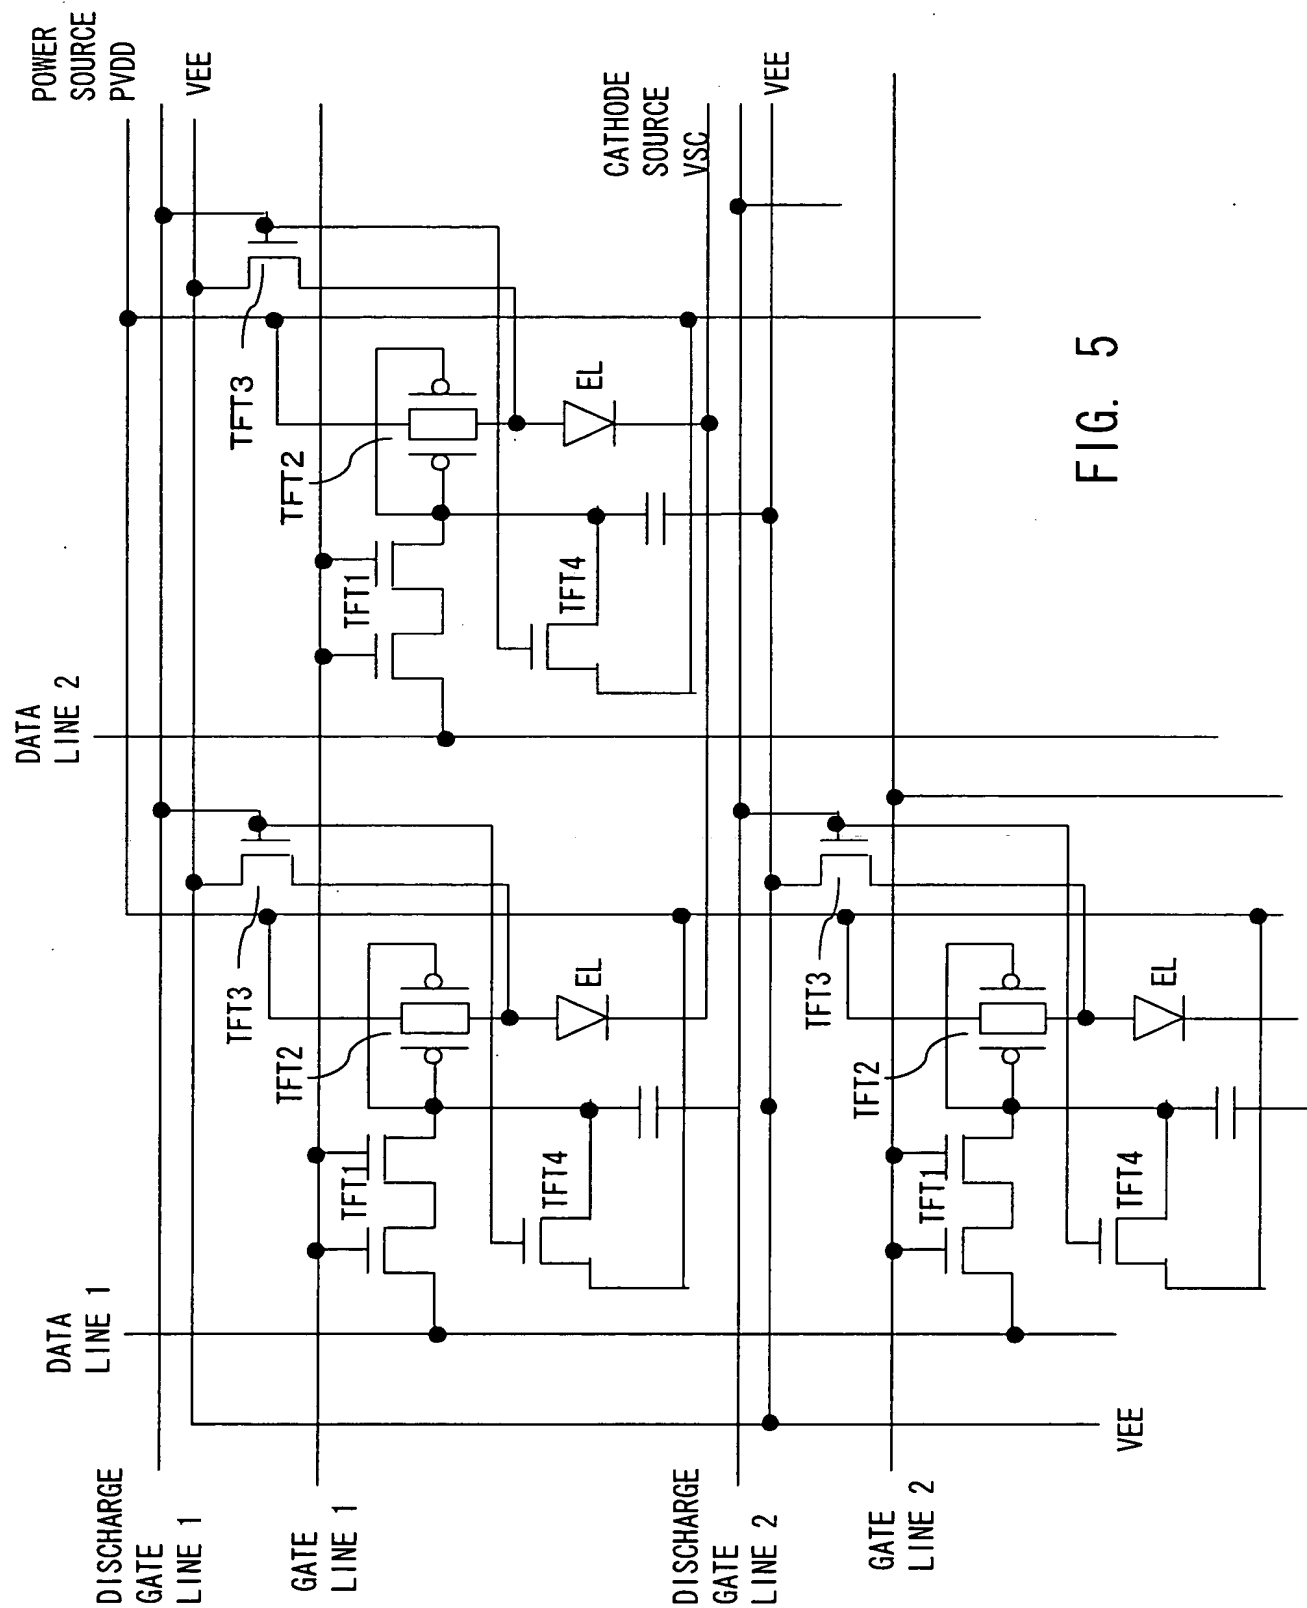 POWER
SOURCE
PVDD
VEE
CATHODE
SOURCE
VSC
VEE
TFT3
TFT2
EL
TFT1
TFT4
DATA
LINE 2
TFT3
TFT2
EL
TFT1
TFT4
TFT3
TFT2
EL
TFT1
TFT4
DATA
LINE 1
VEE
DISCHARGE
GATE
LINE 1
GATE
LINE 1
DISCHARGE
GATE
LINE 2
GATE
LINE 2
FIG. 5